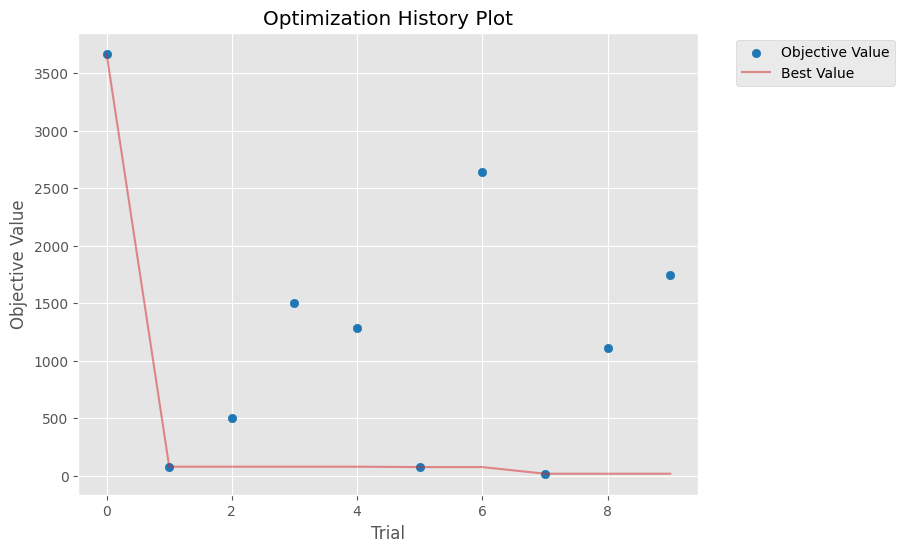 Optimization History Plot
Objective Value
Best Value
3500
3000
2500
2000
1500
1000
500
0
Objective Value
0 2 4 6 8
Trial